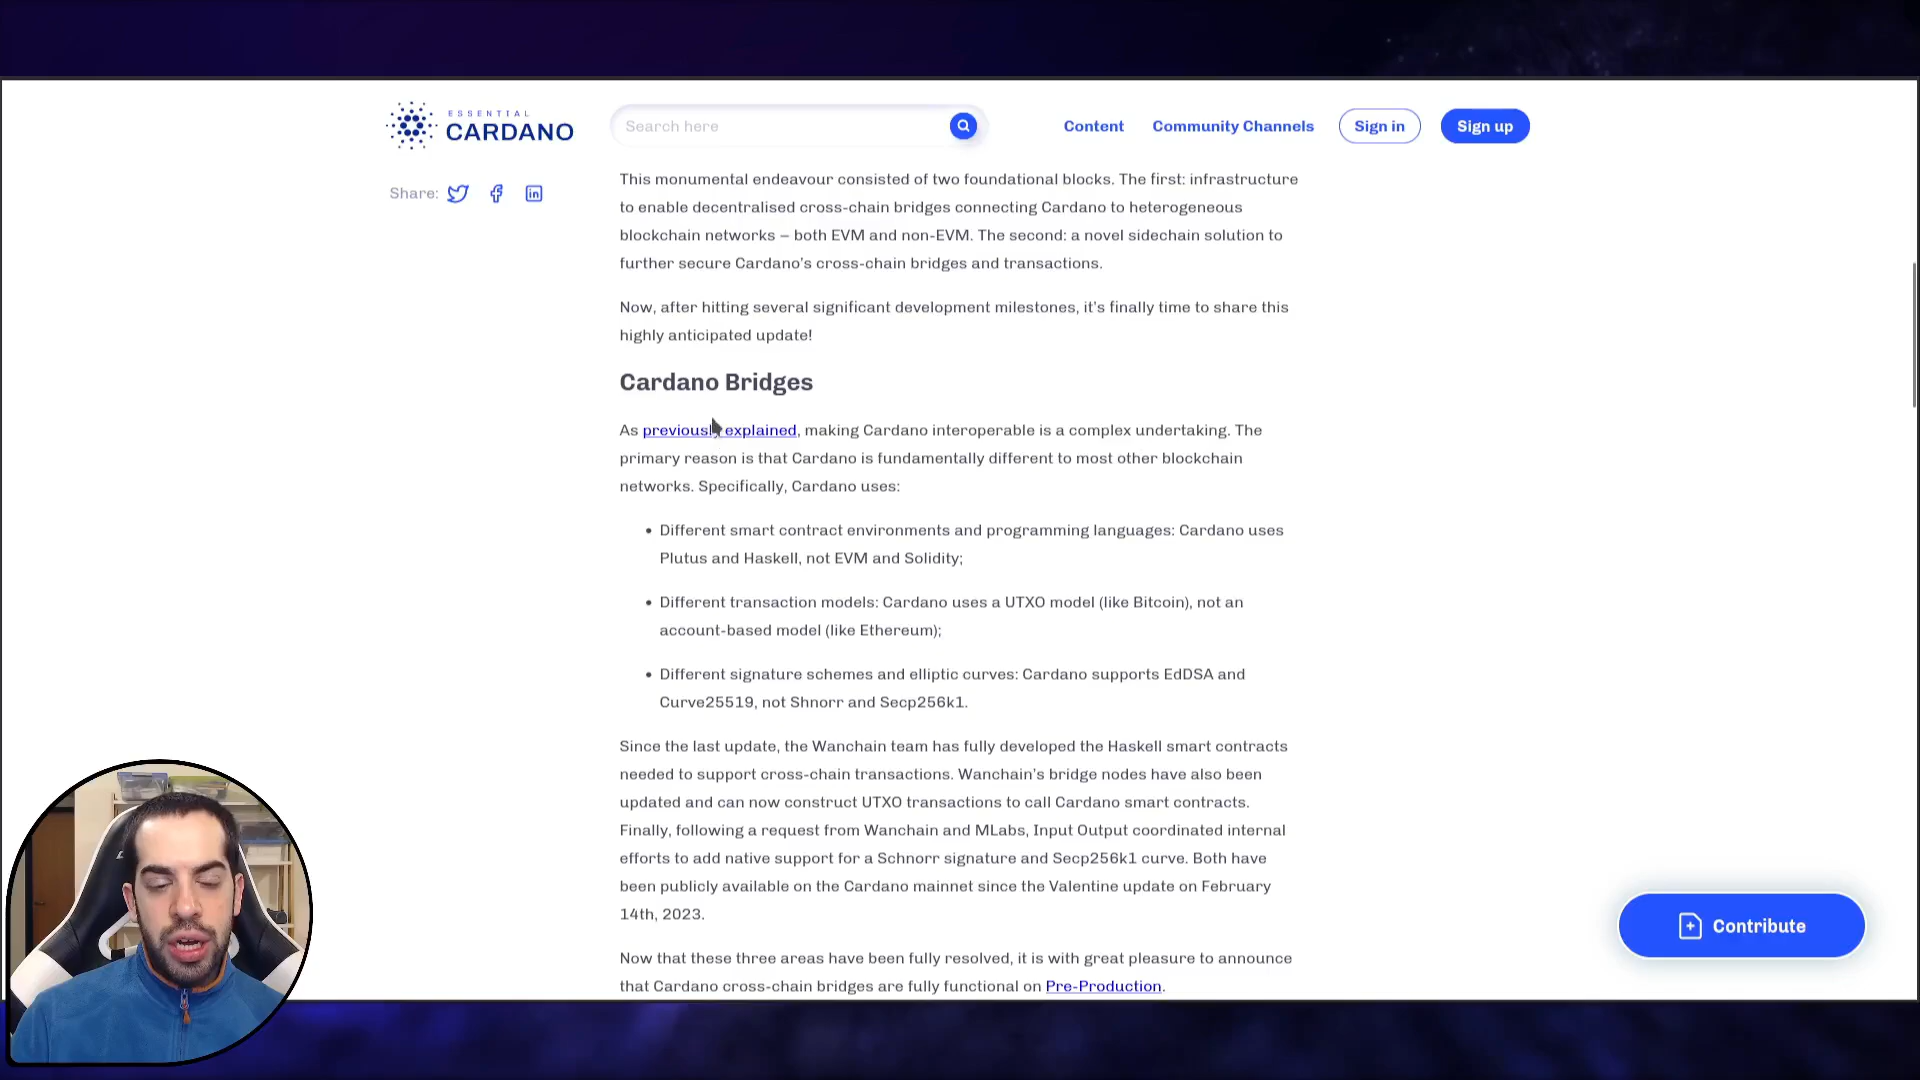 ESSENTIAL
CARDANO
Search here
Content
Community Channels
Sign in
Sign up
Share:
This monumental endeavour consisted of two foundational blocks. The first: infrastructure
to enable decentralised cross-chain bridges connecting Cardano to heterogeneous
blockchain networks – both EVM and non-EVM. The second: a novel sidechain solution to
further secure Cardano's cross-chain bridges and transactions.
Now, after hitting several significant development milestones, it's finally time to share this
highly anticipated update!
Cardano Bridges
As previously explained, making Cardano interoperable is a complex undertaking. The
primary reason is that Cardano is fundamentally different to most other blockchain
networks. Specifically, Cardano uses:
• Different smart contract environments and programming languages: Cardano uses
Plutus and Haskell, not EVM and Solidity;
• Different transaction models: Cardano uses a UTXO model (like Bitcoin), not an
account-based model (like Ethereum);
• Different signature schemes and elliptic curves: Cardano supports EdDSA and
Curve25519, not Shnorr and Secp256k1.
Since the last update, the Wanchain team has fully developed the Haskell smart contracts
needed to support cross-chain transactions. Wanchain's bridge nodes have also been
updated and can now construct UTXO transactions to call Cardano smart contracts.
Finally, following a request from Wanchain and MLabs, Input Output coordinated internal
efforts to add native support for a Schnorr signature and Secp256k1 curve. Both have
been publicly available on the Cardano mainnet since the Valentine update on February
14th, 2023.
Now that these three areas have been fully resolved, it is with great pleasure to announce
that Cardano cross-chain bridges are fully functional on Pre-Production.
Contribute